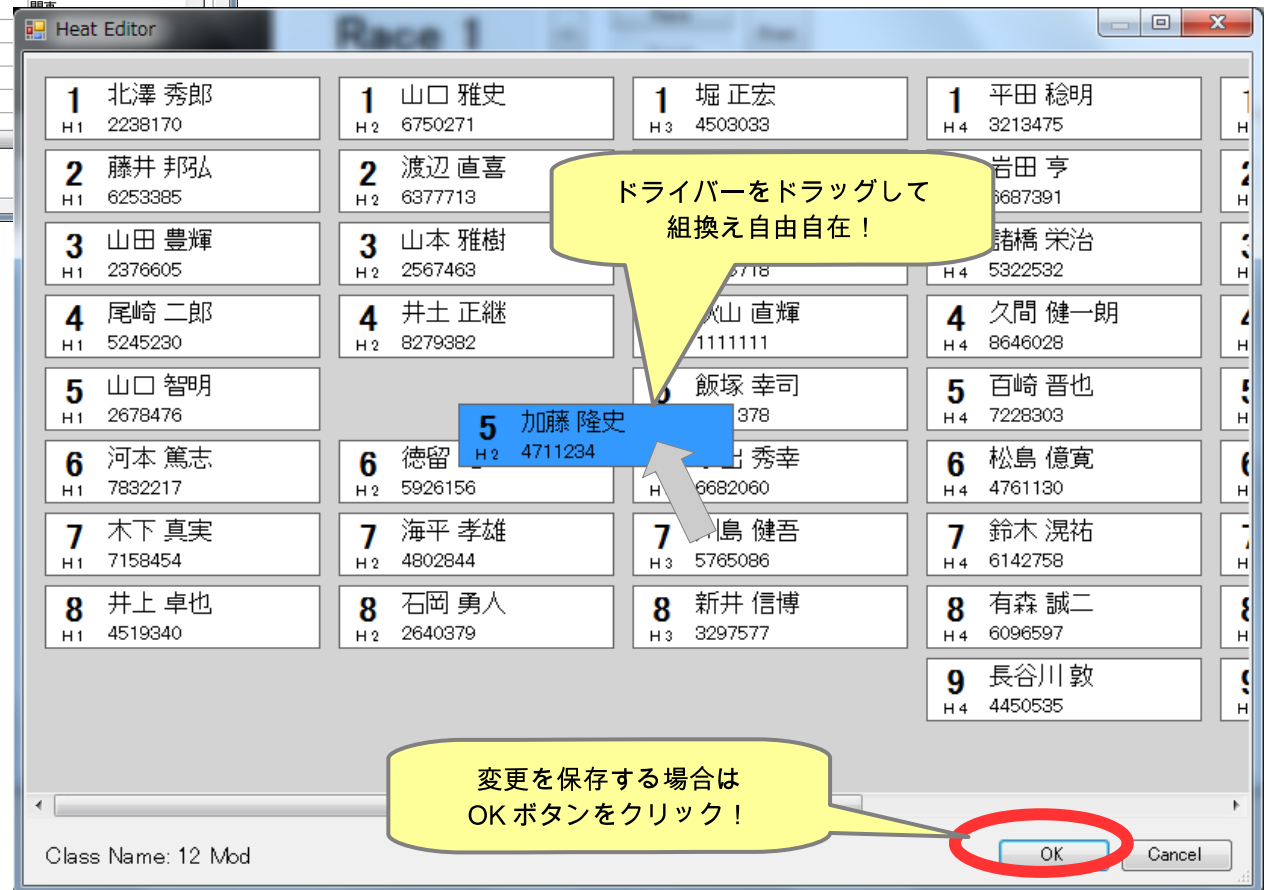 関東
Heat Editor
Race 1
1 北澤 秀郎
H1 2238170
2 藤井 邦弘
H1 6253385
3 山田 豊輝
H1 2376605
4 尾崎 二郎
H1 5245230
5 山口 智明
H1 2678476
6 河本 篤志
H1 7832217
7 木下 真実
H1 7158454
8 井上 卓也
H1 4519340
1 山口 雅史
H2 6750271
2 渡辺 直喜
H2 6377713
3 山本 雅樹
H2 2567463
4 井土 正継
H2 8279382
5 加藤 隆史
H2 4711234
6 徳留
H2 5926156
7 海平 孝雄
H2 4802844
8 石岡 勇人
H2 2640379
1 堀 正宏
H3 4503033
ドライバーをドラッグして
組換え自由自在！
3718
山 直輝
1111111
飯塚 幸司
378
秀幸
H 6682060
7 島 健吾
H3 5765086
8 新井 信博
H3 3297577
1 平田 稔明
H4 3213475
岩田 亨
6687391
諸橋 栄治
H4 5322532
4 久間 健一朗
H4 8646028
5 百崎 晋也
H4 7228303
6 松島 億寛
H4 4761130
7 鈴木 滉祐
H4 6142758
8 有森 誠二
H4 6096597
9 長谷川 敦
H4 4450535
変更を保存する場合は
OK ボタンをクリック！
Class Name: 12 Mod
OK
Cancel